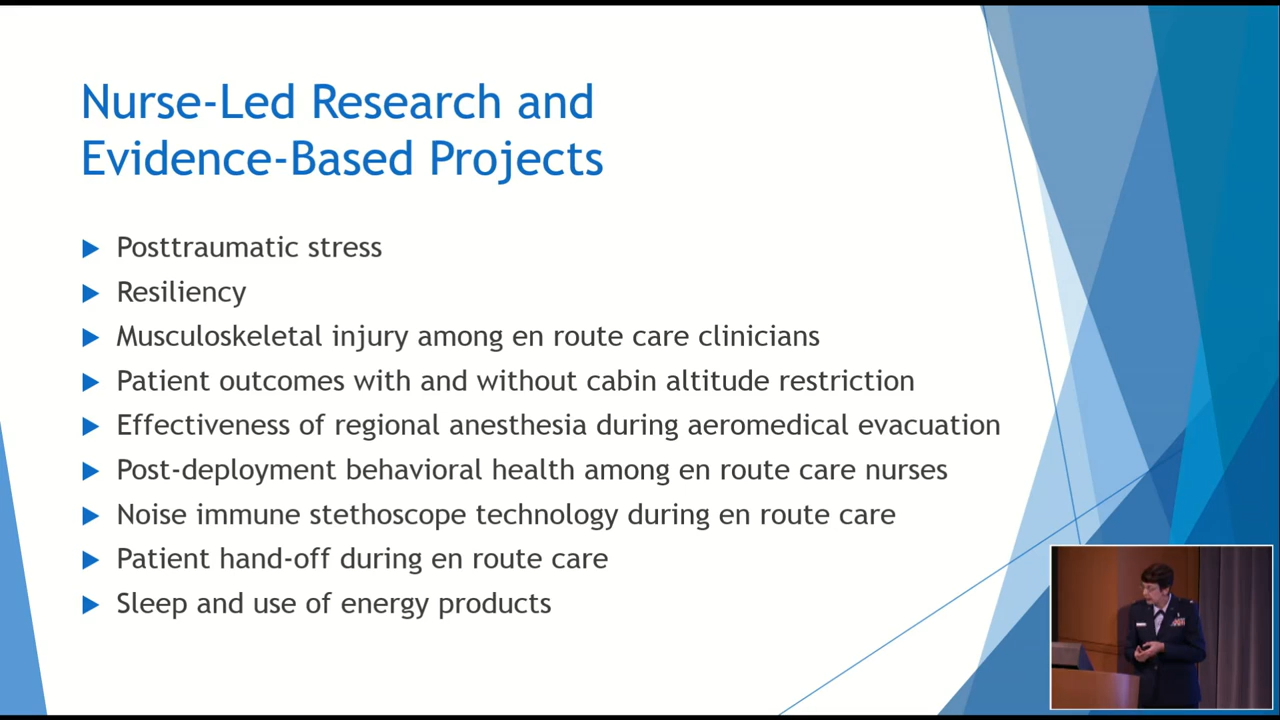 Nurse-Led Research and
Evidence-Based Projects
Posttraumatic stress
Resiliency
Musculoskeletal injury among en route care clinicians
Patient outcomes with and without cabin altitude restriction
Effectiveness of regional anesthesia during aeromedical evacuation
Post-deployment behavioral health among en route care nurses
Noise immune stethoscope technology during en route care
Patient hand-off during en route care
Sleep and use of energy products